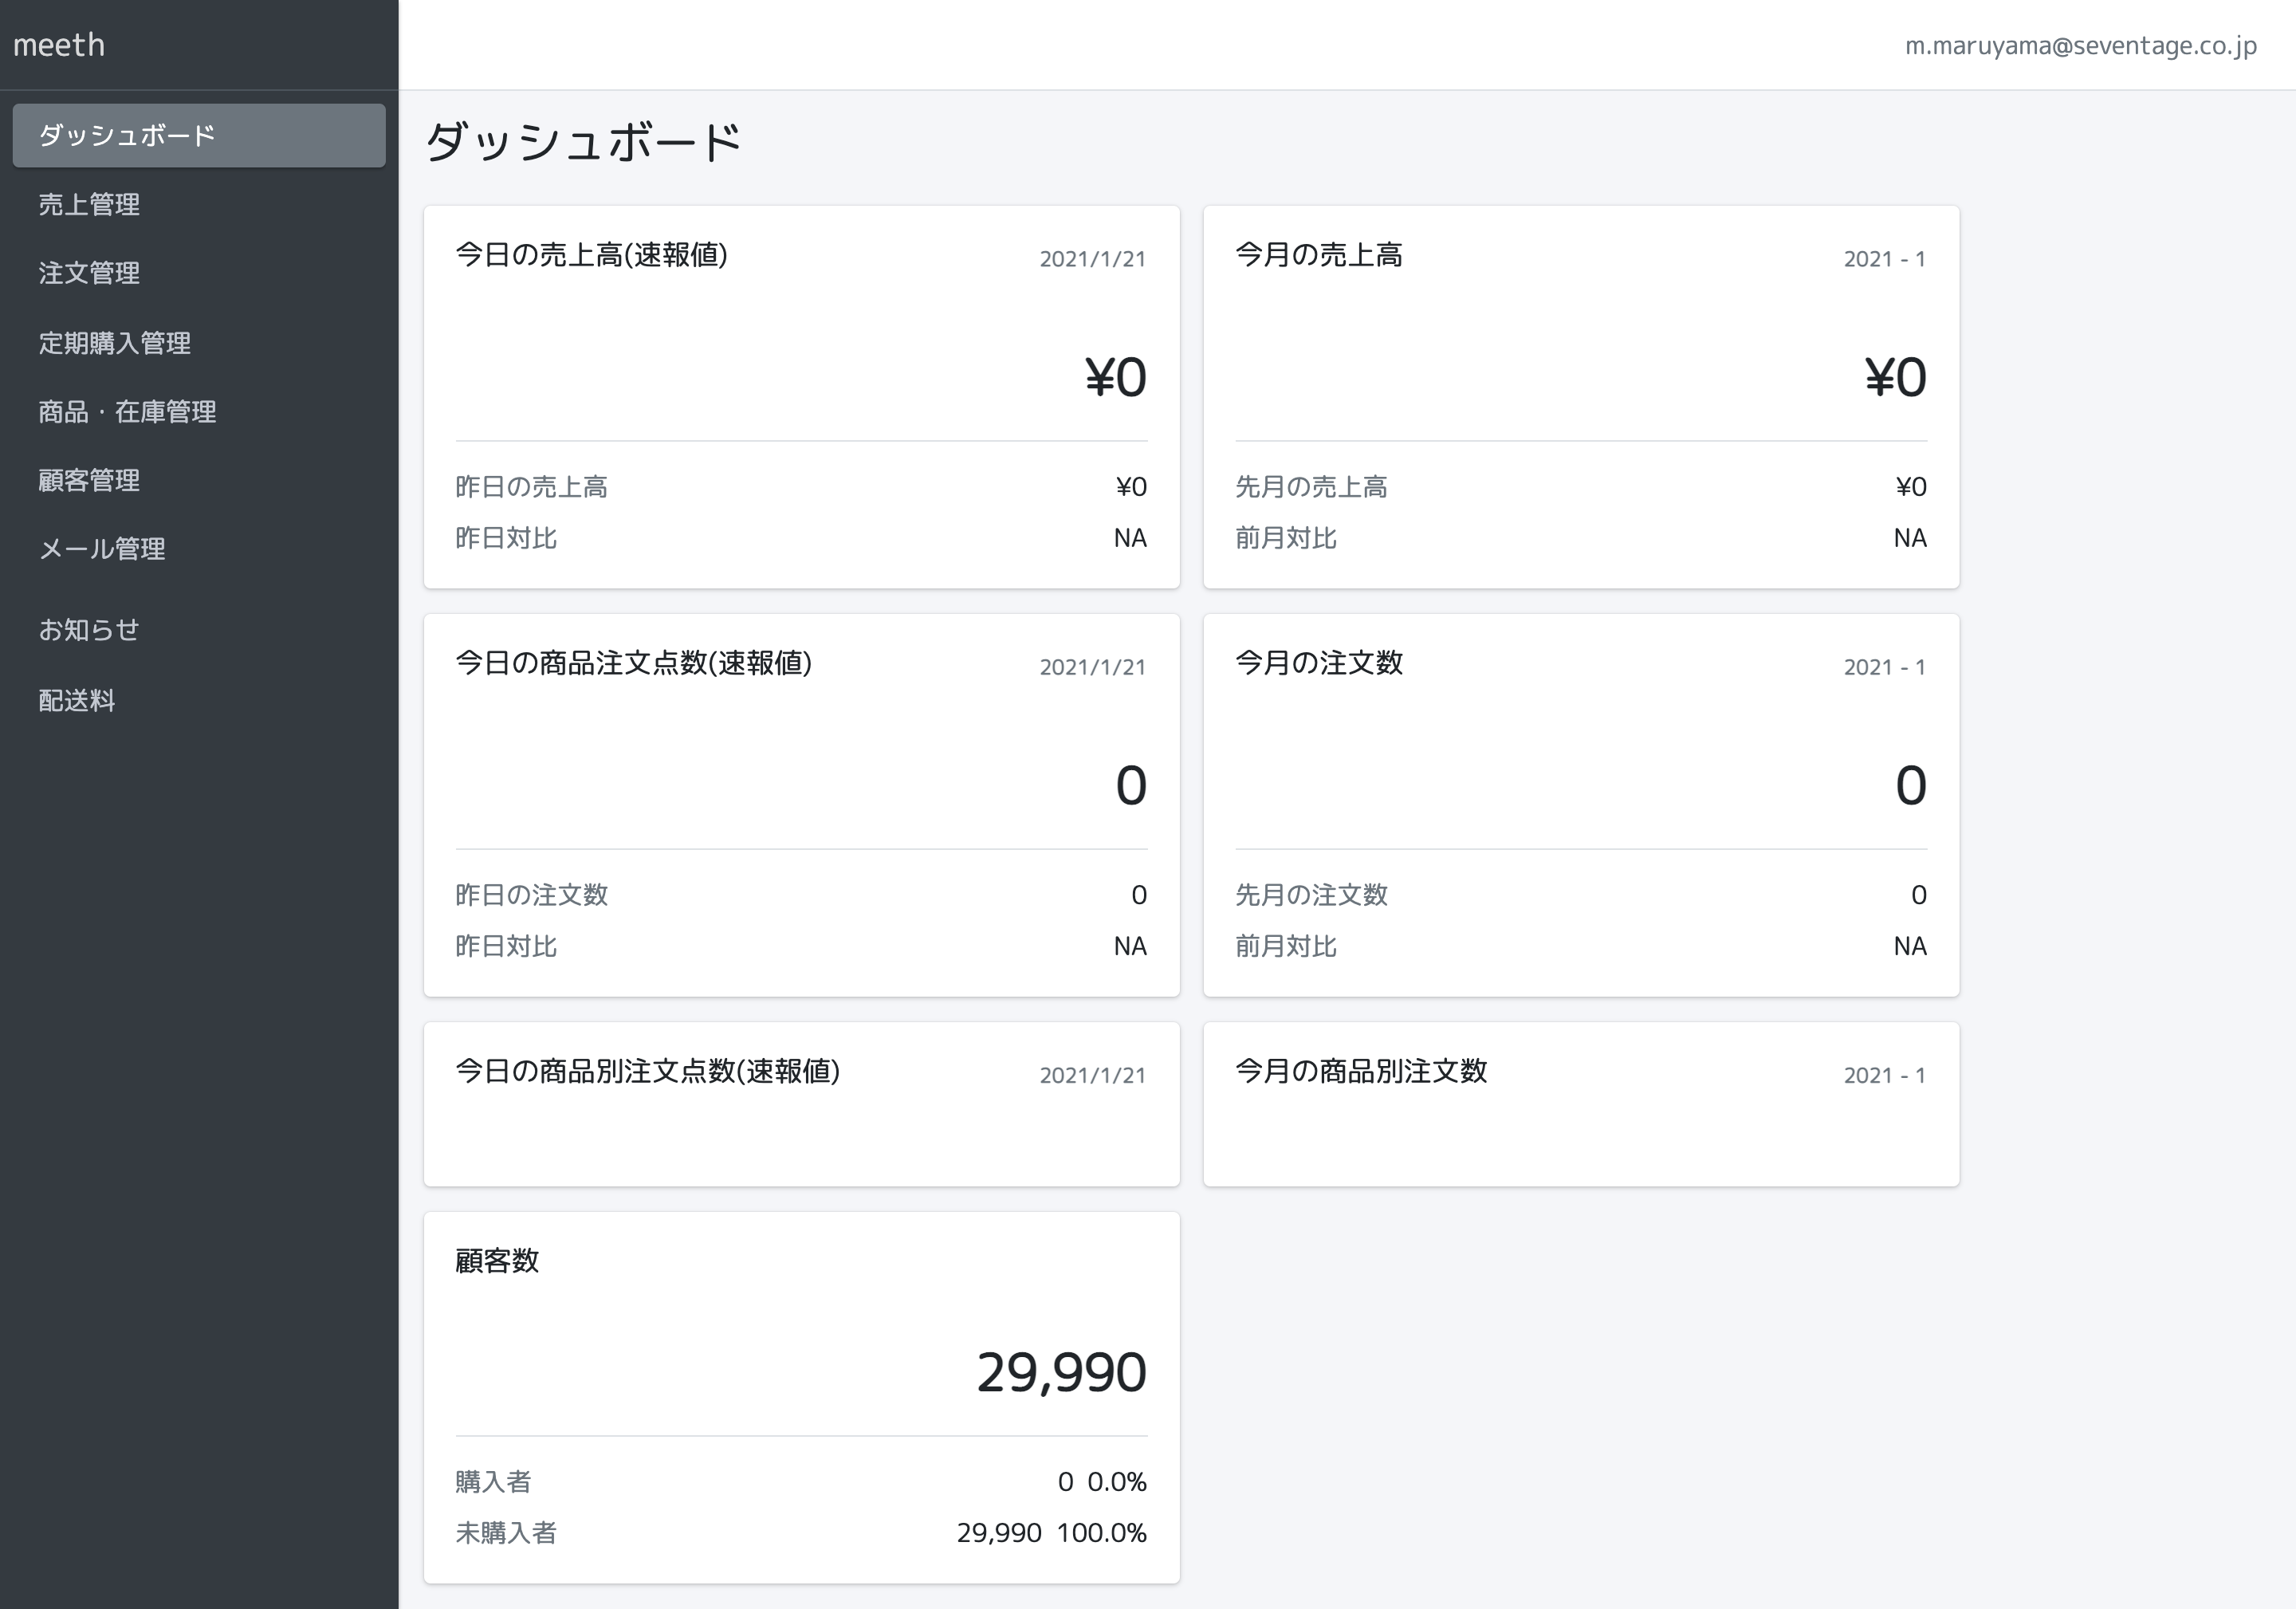 meeth
m.maruyama@seventage.co.jp
ダッシュボード
売上管理
注文管理
定期購入管理
商品・在庫管理
顧客管理
メール管理
お知らせ
配送料
ダッシュボード
今日の売上高(速報値) 2021/1/21
¥0
昨日の売上高 ¥0
昨日対比 NA
今月の売上高 2021 - 1
¥0
先月の売上高 ¥0
前月対比 NA
今日の商品注文点数(速報値) 2021/1/21
0
昨日の注文数 0
昨日対比 NA
今月の注文数 2021 - 1
0
先月の注文数 0
前月対比 NA
今日の商品別注文点数(速報値) 2021/1/21
今月の商品別注文数 2021 - 1
顧客数
29,990
購入者 0 0.0%
未購入者 29,990 100.0%